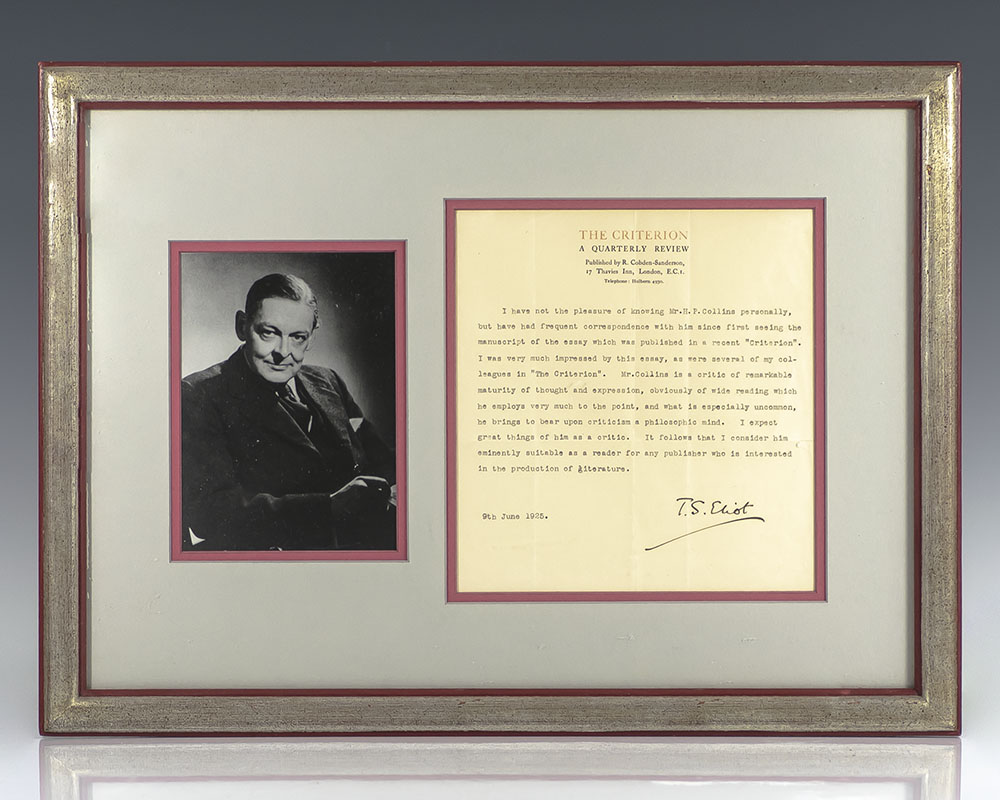 THE CRITERION
A QUARTERLY REVIEW
Published by R. Cobden-Sanderson,
17 Thavies Inn, London, E.C.1.
Telephone: Holborn 4530.
I have not the pleasure of knowing Mr.H.P.Collins personally,
but have had frequent correspondence with him since first seeing the
manuscript of the essay which was published in a recent "Criterion".
I was very much impressed by this essay, as were several of my col-
leagues in "The Criterion". Mr.Collins is a critic of remarkable
maturity of thought and expression, obviously of wide reading which
he employs very much to the point, and what is especially uncommon,
he brings to bear upon criticism a philosophic mind. I expect
great things of him as a critic. It follows that I consider him
eminently suitable as a reader for any publisher who is interested
in the production of literature.
9th June 1925.
T.S. Eliot